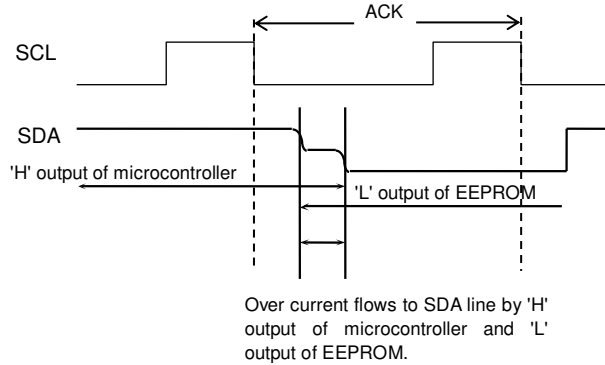 ACK
SCL
SDA
'H' output of microcontroller
'L' output of EEPROM
Over current flows to SDA line by 'H'
output of microcontroller and 'L'
output of EEPROM.